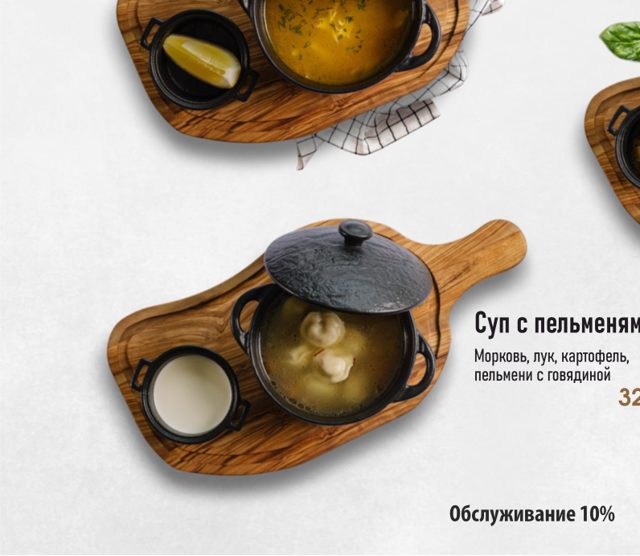 Суп с пельменям
Морковь, лук, картофель,
пельмени с говядиной
32
Обслуживание 10%